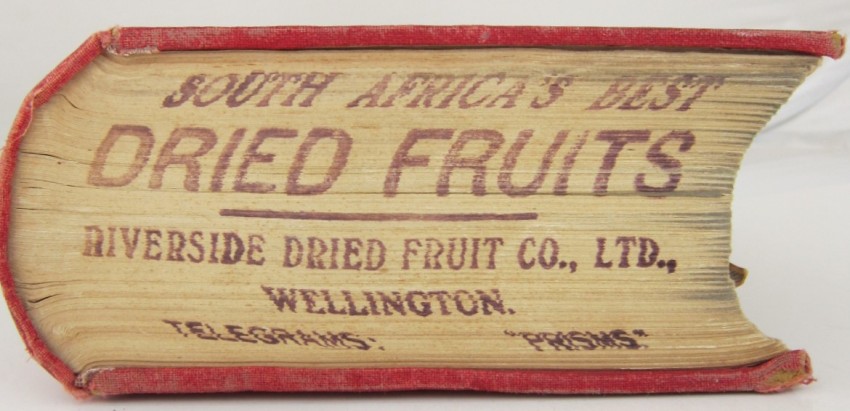 SOUTH AFRICA'S BEST
DRIED FRUITS
RIVERSIDE DRIED FRUIT CO., LTD.,
WELLINGTON.
TELEGRAMS: "PRISMS"